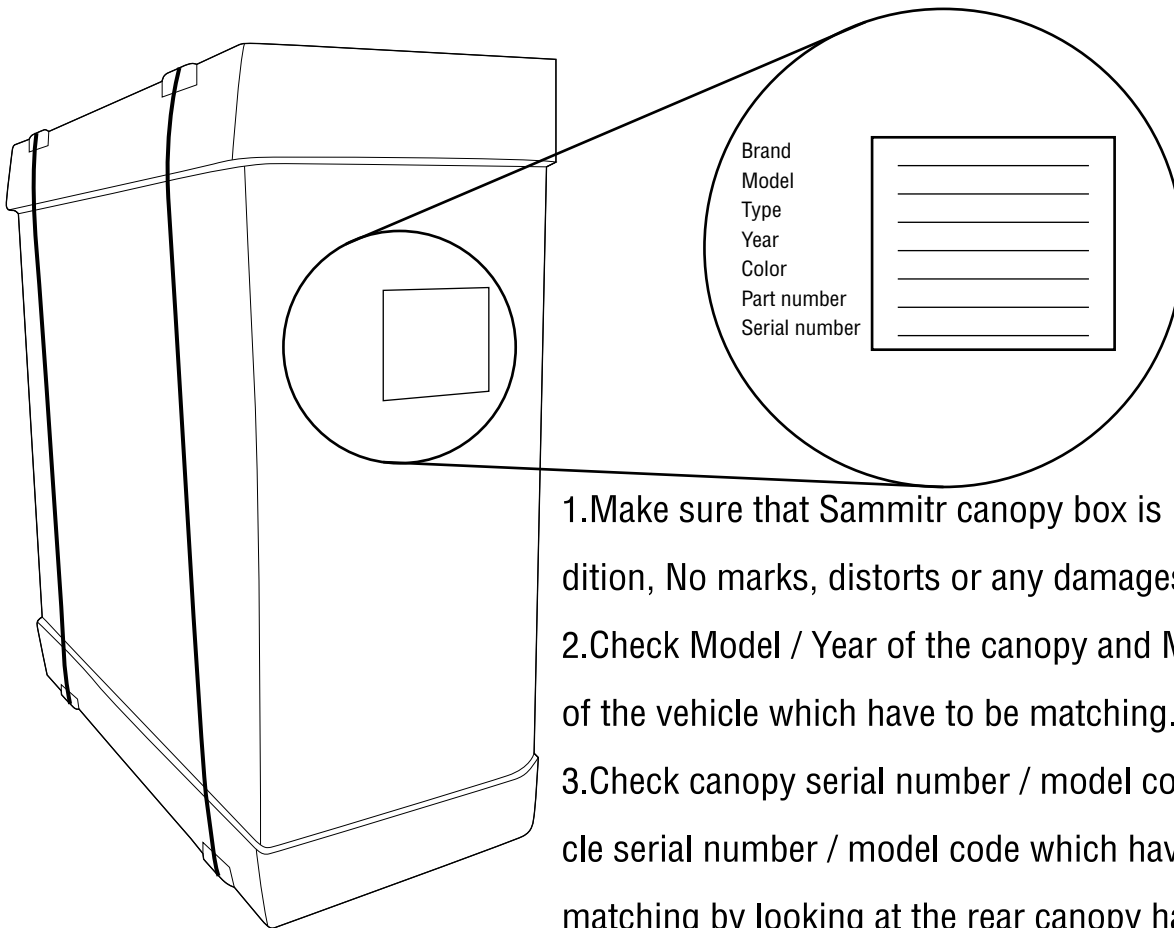 Brand
Model
Type
Year
Color
Part number
Serial number
1.Make sure that Sammitr canopy box is
dition, No marks, distorts or any damages
2.Check Model / Year of the canopy and
of the vehicle which have to be matching.
3.Check canopy serial number / model
cle serial number / model code which
matching by looking at the rear canopy